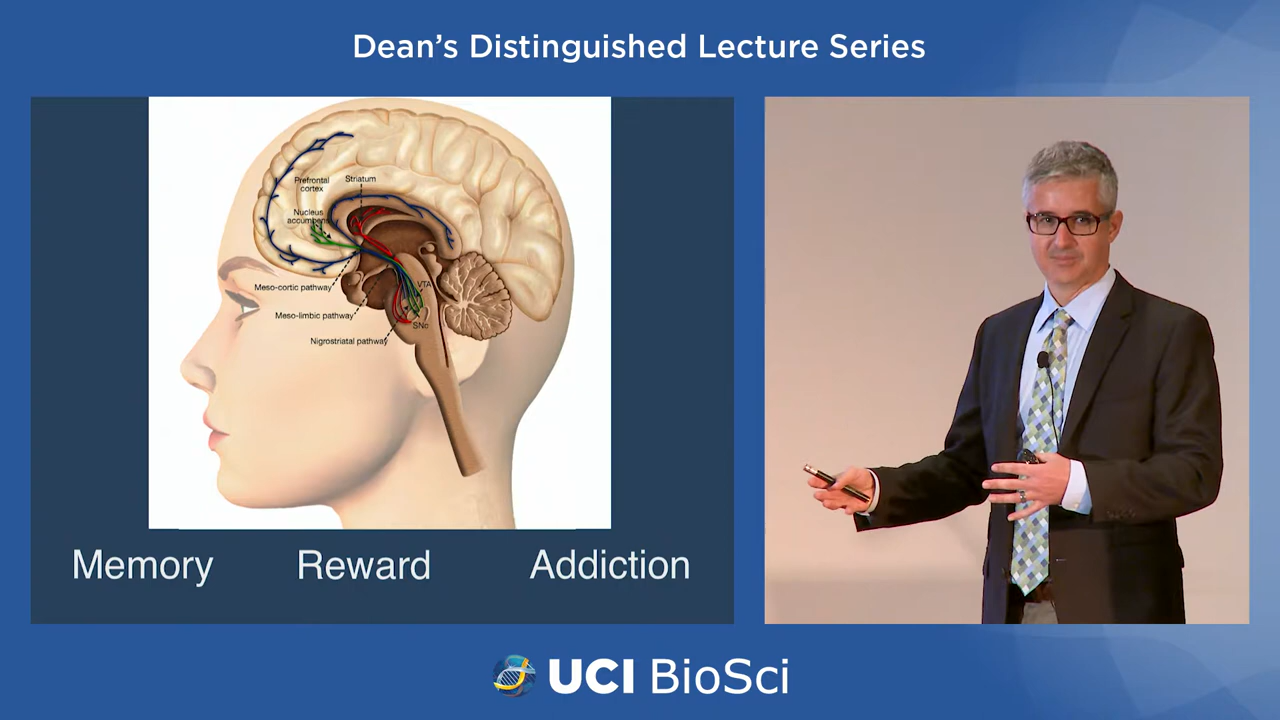 Dean's Distinguished Lecture Series
Prefrontal
cortex
Striatum
Nucleus
accumbens
Meso-cortic pathway
VTA
Meso-limbic pathway
SNc
Nigrostriatal pathway
Memory Reward Addiction
UCI BioSci